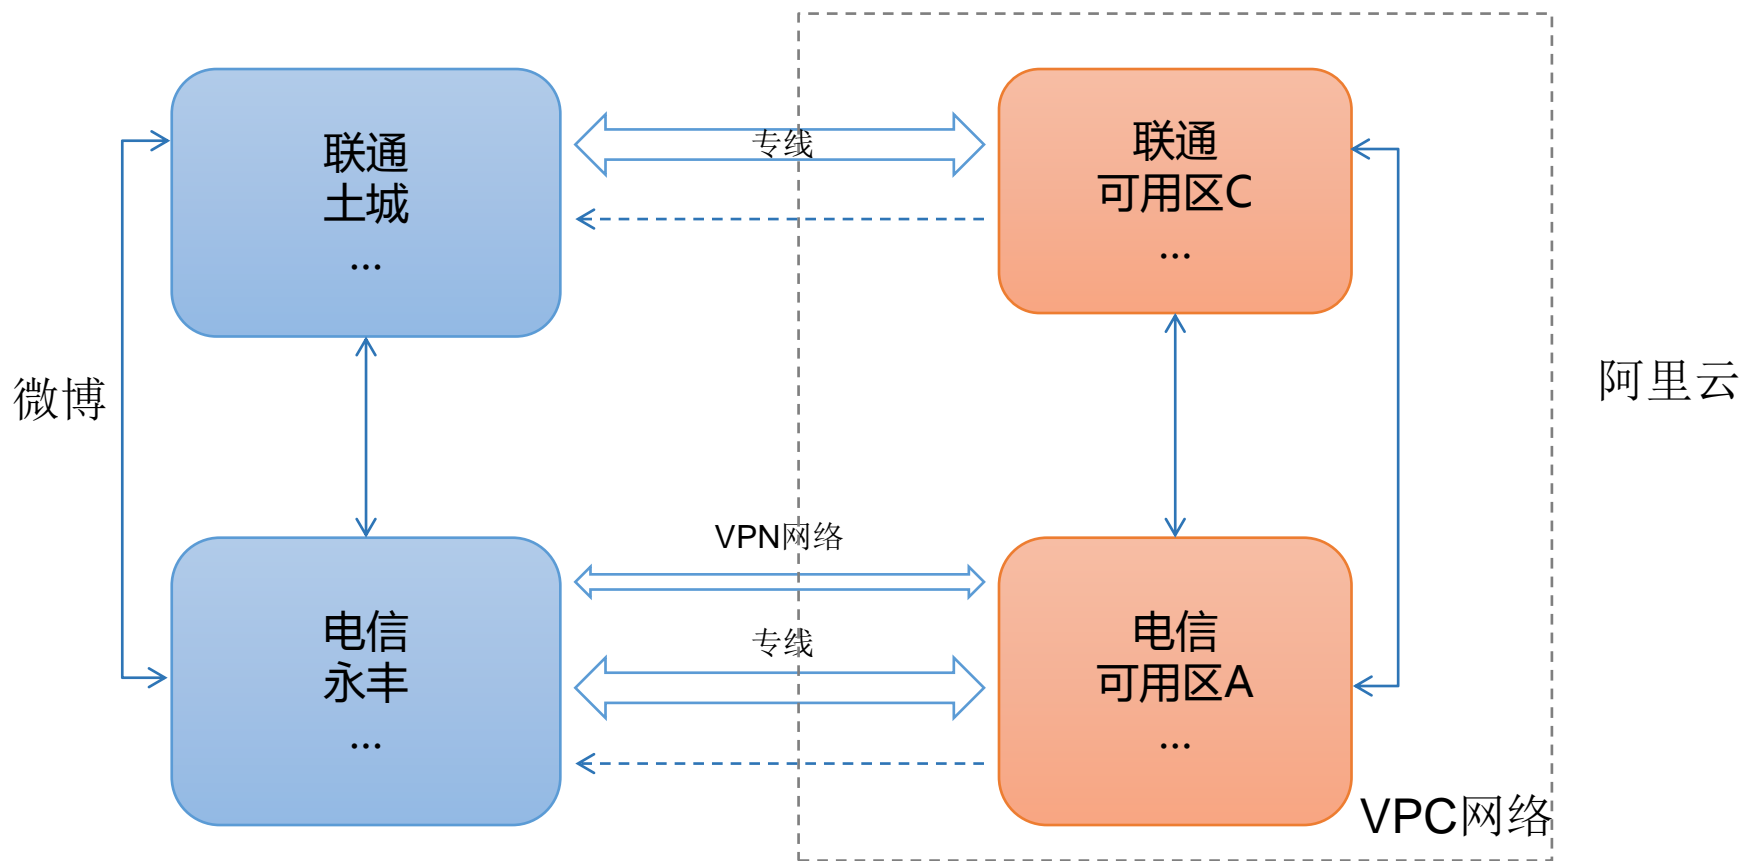 联通
土城
...
专线
联通
可用区C
...
微博
阿里云
VPN网络
电信
永丰
...
专线
电信
可用区A
...
VPC网络